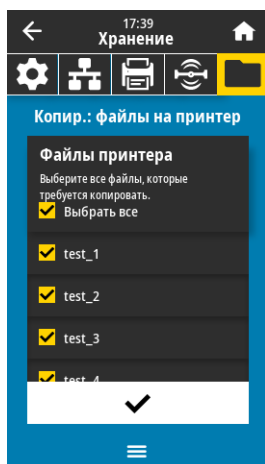 17:39
Хранение
Копир.: файлы на принтер
Файлы принтера
Выберите все файлы, которые
требуется копировать.
Выбрать все
test_1
test_2
test_3
test_4